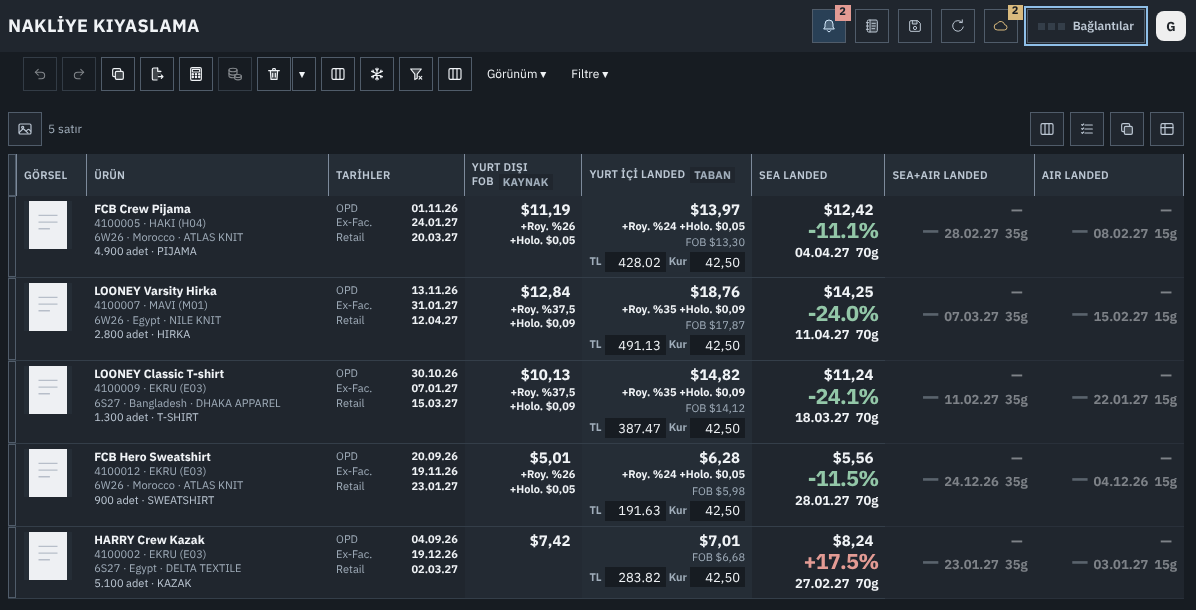 NAKLİYE KIYASLAMA
2
2
Bağlantılar
G
Görünüm ▾
Filtre ▾
5 satır
GÖRSEL
ÜRÜN
TARİHLER
YURT DIŞI
FOB KAYNAK
YURT İÇİ LANDED TABAN
SEA LANDED
SEA+AIR LANDED
AIR LANDED
FCB Crew Pijama
4100005 · HAKI (H04)
6W26 · Morocco · ATLAS KNIT
4.900 adet · PIJAMA
OPD 01.11.26
Ex-Fac. 24.01.27
Retail 20.03.27
$11,19
+Roy. %26
+Holo. $0,05
$13,97
+Roy. %24 +Holo. $0,05
FOB $13,30
TL 428.02 Kur 42,50
$12,42
-11.1%
04.04.27 70g
—
— 28.02.27 35g
—
— 08.02.27 15g
LOONEY Varsity Hirka
4100007 · MAVI (M01)
6W26 · Egypt · NILE KNIT
2.800 adet · HIRKA
OPD 13.11.26
Ex-Fac. 31.01.27
Retail 12.04.27
$12,84
+Roy. %37,5
+Holo. $0,09
$18,76
+Roy. %35 +Holo. $0,09
FOB $17,87
TL 491.13 Kur 42,50
$14,25
-24.0%
11.04.27 70g
—
— 07.03.27 35g
—
— 15.02.27 15g
LOONEY Classic T-shirt
4100009 · EKRU (E03)
6S27 · Bangladesh · DHAKA APPAREL
1.300 adet · T-SHIRT
OPD 30.10.26
Ex-Fac. 07.01.27
Retail 15.03.27
$10,13
+Roy. %37,5
+Holo. $0,09
$14,82
+Roy. %35 +Holo. $0,09
FOB $14,12
TL 387.47 Kur 42,50
$11,24
-24.1%
18.03.27 70g
—
— 11.02.27 35g
—
— 22.01.27 15g
FCB Hero Sweatshirt
4100012 · EKRU (E03)
6W26 · Morocco · ATLAS KNIT
900 adet · SWEATSHIRT
OPD 20.09.26
Ex-Fac. 19.11.26
Retail 23.01.27
$5,01
+Roy. %26
+Holo. $0,05
$6,28
+Roy. %24 +Holo. $0,05
FOB $5,98
TL 191.63 Kur 42,50
$5,56
-11.5%
28.01.27 70g
—
— 24.12.26 35g
—
— 04.12.26 15g
HARRY Crew Kazak
4100002 · EKRU (E03)
6S27 · Egypt · DELTA TEXTILE
5.100 adet · KAZAK
OPD 04.09.26
Ex-Fac. 19.12.26
Retail 02.03.27
$7,42
$7,01
FOB $6,68
TL 283.82 Kur 42,50
$8,24
+17.5%
27.02.27 70g
—
— 23.01.27 35g
—
— 03.01.27 15g